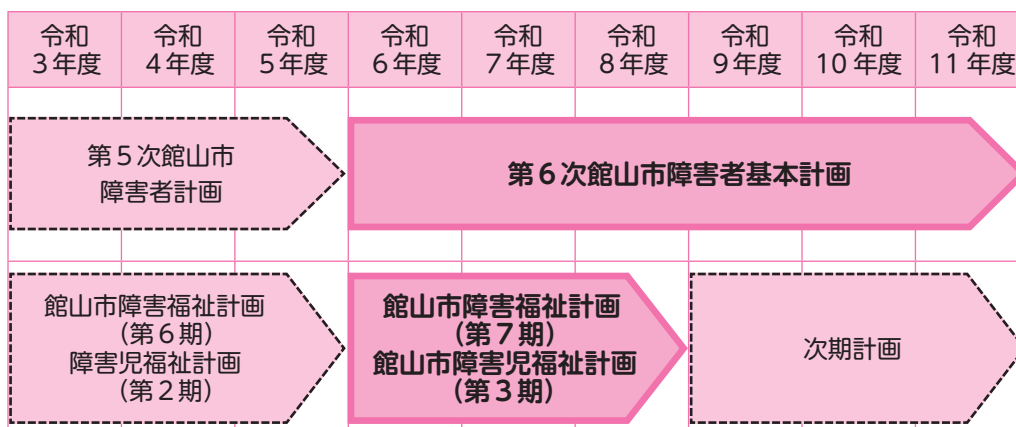 令和
3年度
令和
4年度
令和
5年度
令和
6年度
令和
7年度
令和
8年度
令和
9年度
令和
10年度
令和
11年度
第5次館山市
障害者計画
第6次館山市障害者基本計画
館山市障害福祉計画
(第6期)
障害児福祉計画
(第2期)
館山市障害福祉計画
(第7期)
館山市障害児福祉計画
(第3期)
次期計画